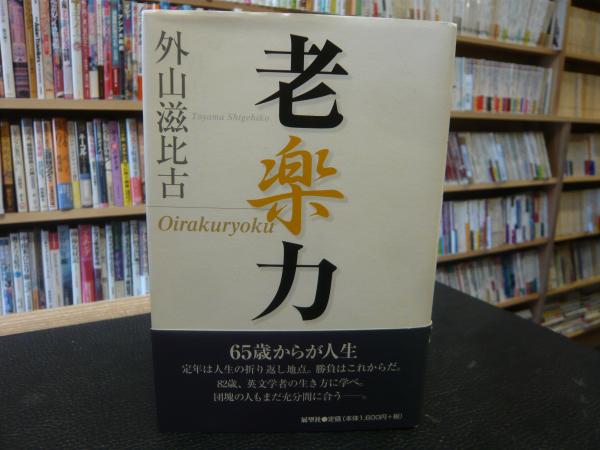 外山滋比古
Toyama Shigehiko
老楽力
Oirakuryoku
65歳からが人生
定年は人生の折り返し地点。勝負はこれからだ。
82歳、英文学者の生き方に学べ。
団塊の人もまだ充分間に合う――。
展望社●定価(本体1,600円+税)